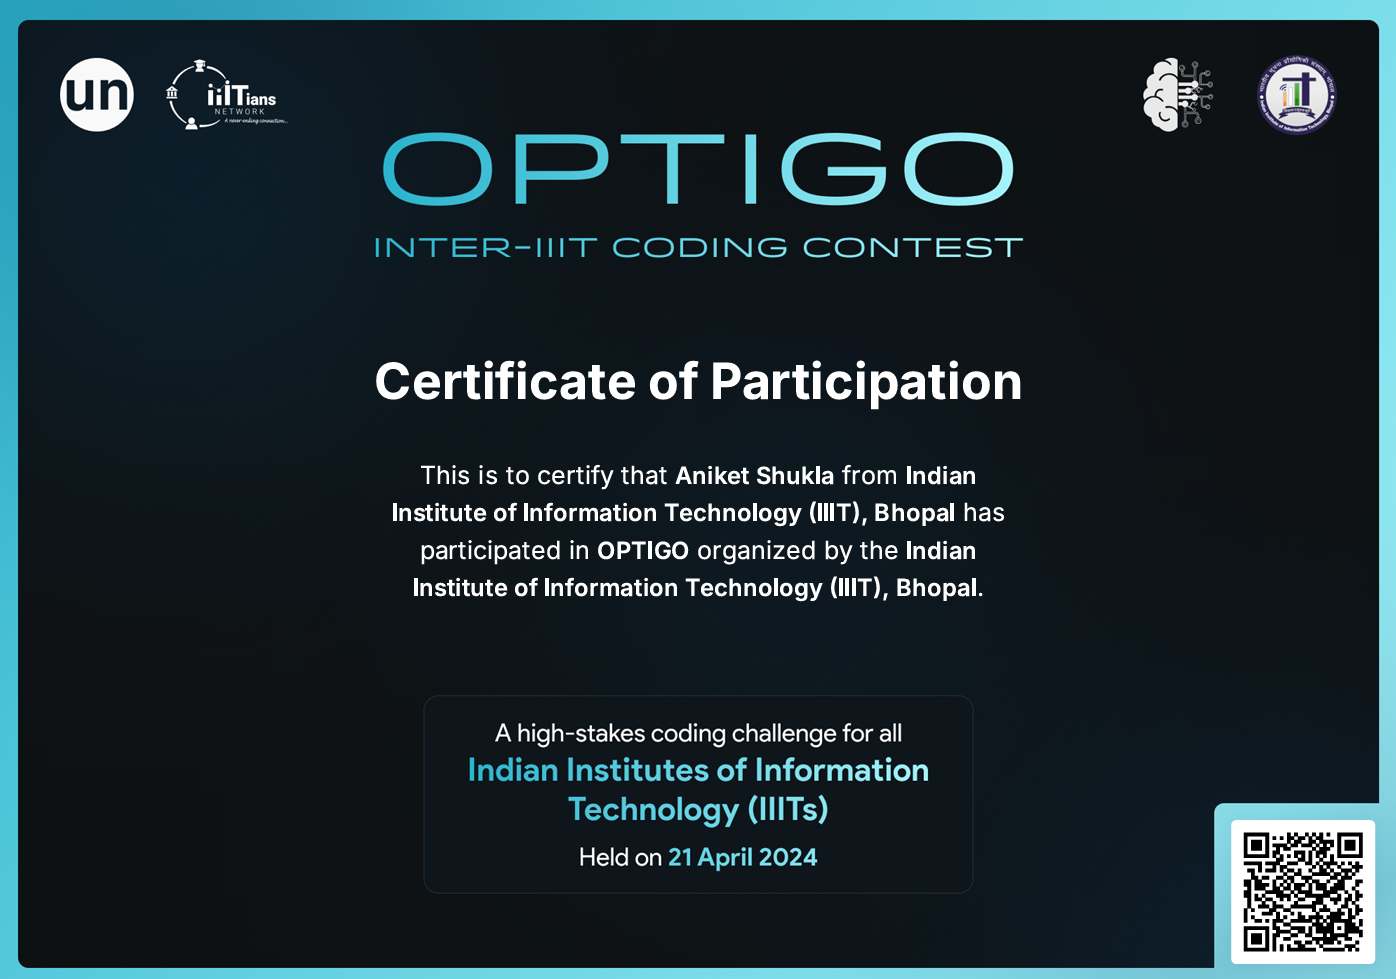 un
iiITians
NETWORK
A never ending connection...
OPTIGO
INTER-IIIT CODING CONTEST
Certificate of Participation
This is to certify that Aniket Shukla from Indian
Institute of Information Technology (IIIT), Bhopal has
participated in OPTIGO organized by the Indian
Institute of Information Technology (IIIT), Bhopal.
A high-stakes coding challenge for all
Indian Institutes of Information
Technology (IIITs)
Held on 21 April 2024